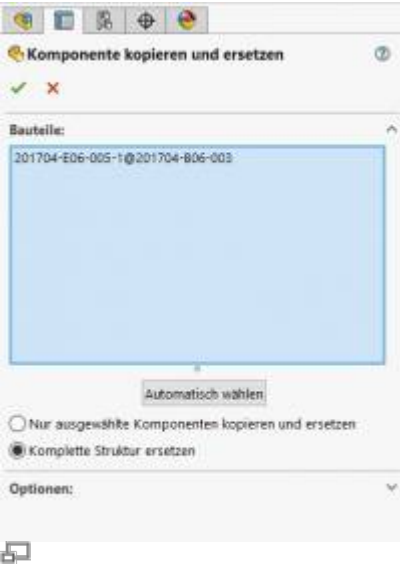 Komponente kopieren und ersetzen
Bauteile:
201704-E06-005-1@201704-B06-003
Automatisch wählen
Nur ausgewählte Komponenten kopieren und ersetzen
Komplette Struktur ersetzen
Optionen: